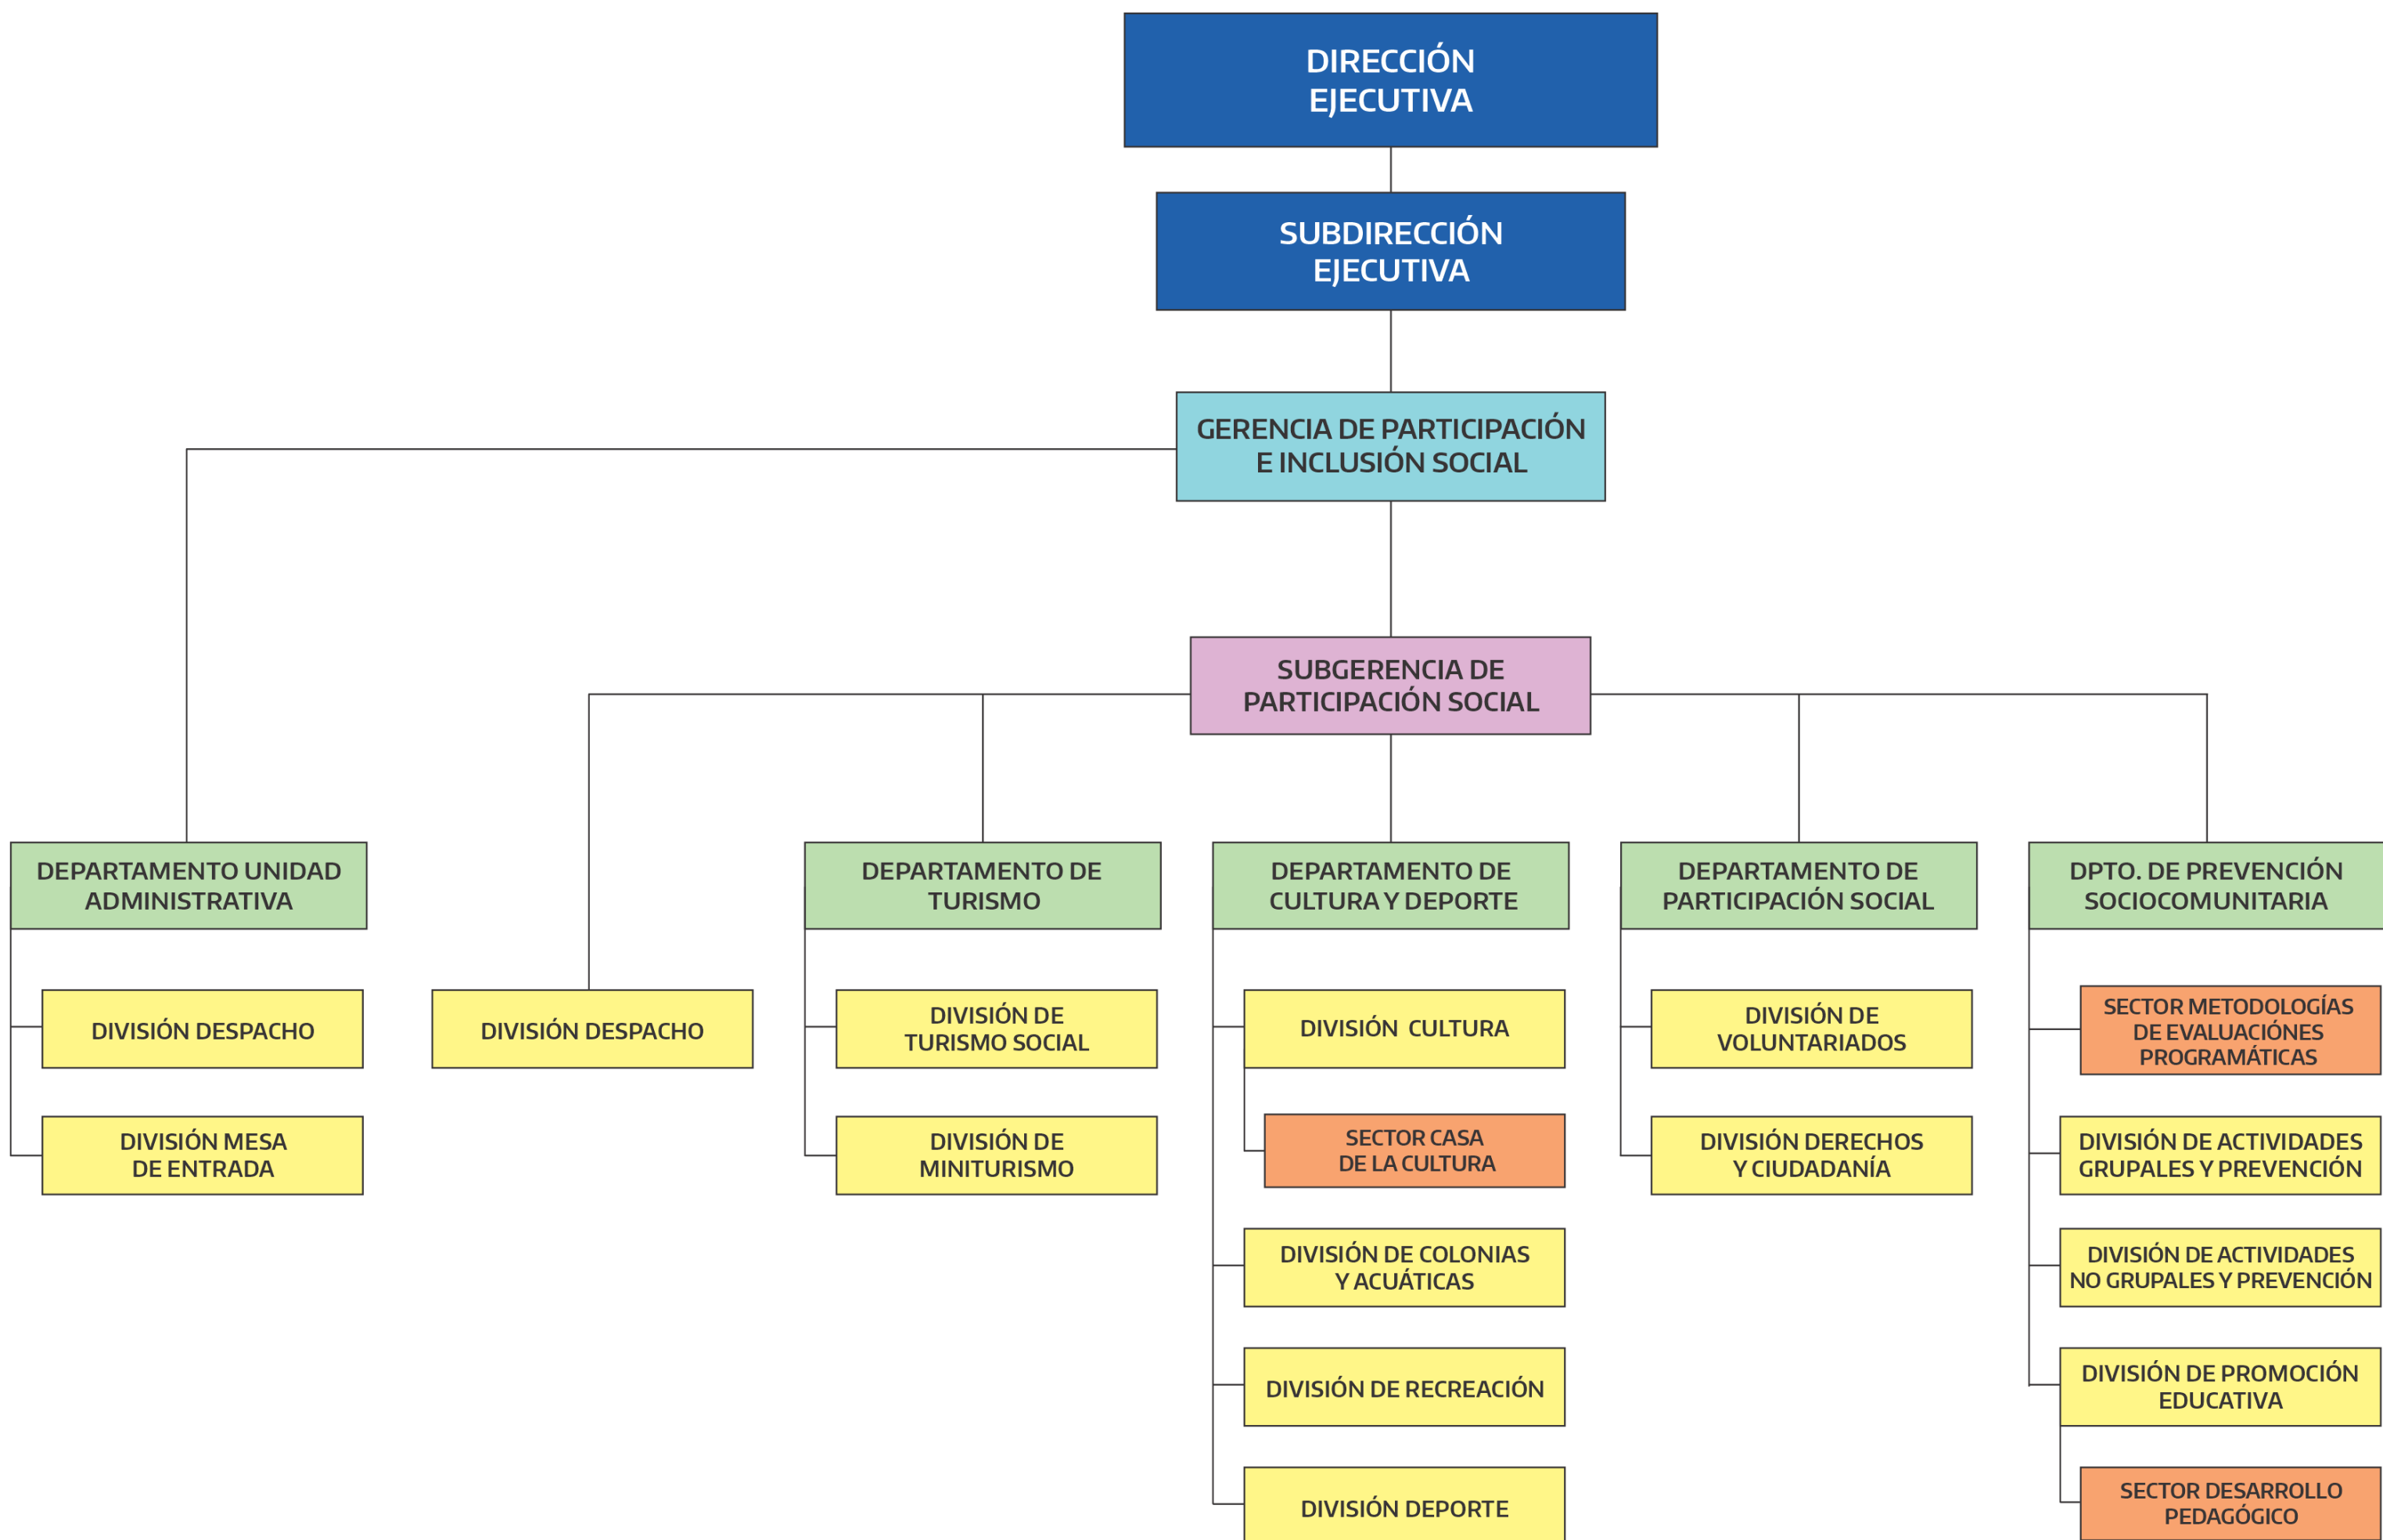 DIRECCIÓN
EJECUTIVA
SUBDIRECCIÓN
EJECUTIVA
GERENCIA DE PARTICIPACIÓN
E INCLUSIÓN SOCIAL
SUBGERENCIA DE
PARTICIPACIÓN SOCIAL
DEPARTAMENTO UNIDAD
ADMINISTRATIVA
DIVISIÓN DESPACHO
DIVISIÓN MESA
DE ENTRADA
DIVISIÓN DESPACHO
DEPARTAMENTO DE
TURISMO
DIVISIÓN DE
TURISMO SOCIAL
DIVISIÓN DE
MINITURISMO
DEPARTAMENTO DE
CULTURA Y DEPORTE
DIVISIÓN CULTURA
SECTOR CASA
DE LA CULTURA
DIVISIÓN DE COLONIAS
Y ACUÁTICAS
DIVISIÓN DE RECREACIÓN
DIVISIÓN DEPORTE
DEPARTAMENTO DE
PARTICIPACIÓN SOCIAL
DIVISIÓN DE
VOLUNTARIADOS
DIVISIÓN DERECHOS
Y CIUDADANÍA
DPTO. DE PREVENCIÓN
SOCIOCOMUNITARIA
SECTOR METODOLOGÍAS
DE EVALUACIÓNES
PROGRAMÁTICAS
DIVISIÓN DE ACTIVIDADES
GRUPALES Y PREVENCIÓN
DIVISIÓN DE ACTIVIDADES
NO GRUPALES Y PREVENCIÓN
DIVISIÓN DE PROMOCIÓN
EDUCATIVA
SECTOR DESARROLLO
PEDAGÓGICO